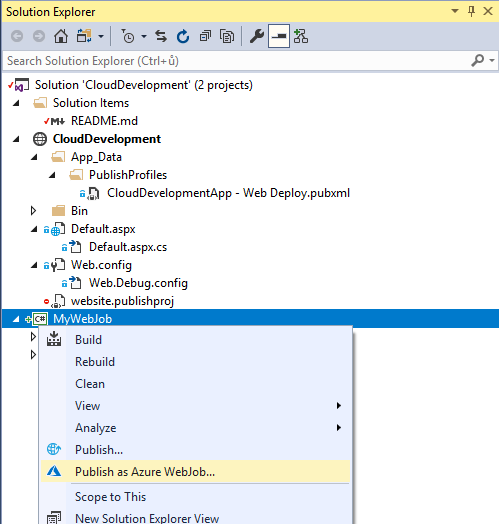 Solution Explorer
Search Solution Explorer (Ctrl+ů)
Solution 'CloudDevelopment' (2 projects)
Solution Items
M README.md
CloudDevelopment
App_Data
PublishProfiles
CloudDevelopmentApp - Web Deploy.pubxml
Bin
Default.aspx
Default.aspx.cs
Web.config
Web.Debug.config
website.publishproj
C# MyWebJob
Build
Rebuild
Clean
View
Analyze
Publish...
Publish as Azure WebJob...
Scope to This
New Solution Explorer View